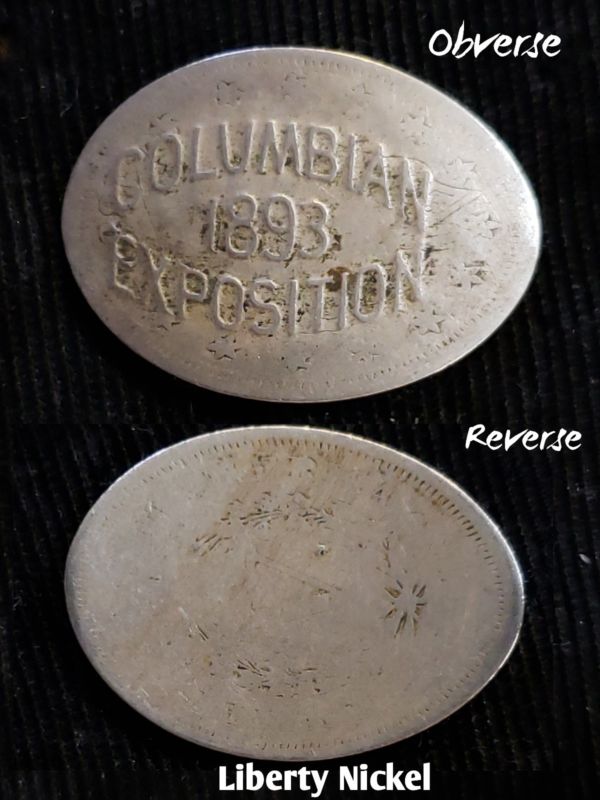 Obverse
COLUMBIAN
1893
EXPOSITION
Reverse
Liberty Nickel